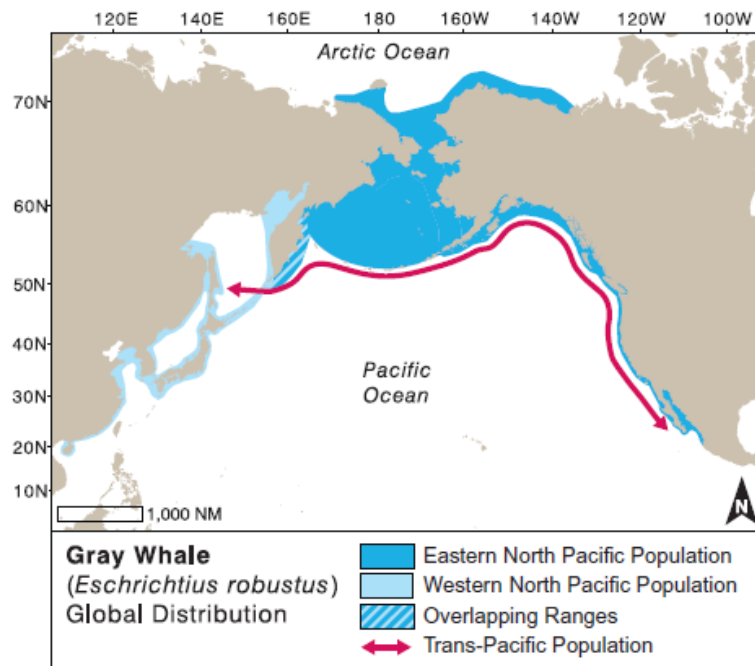 120E 140E 160E 180 160W 140W 120W 100W
Arctic Ocean
70N
60N
50N
40N
Pacific
Ocean
30N
20N
10N
1,000 NM
N
Gray Whale
(Eschrichtius robustus)
Global Distribution
Eastern North Pacific Population
Western North Pacific Population
Overlapping Ranges
Trans-Pacific Population